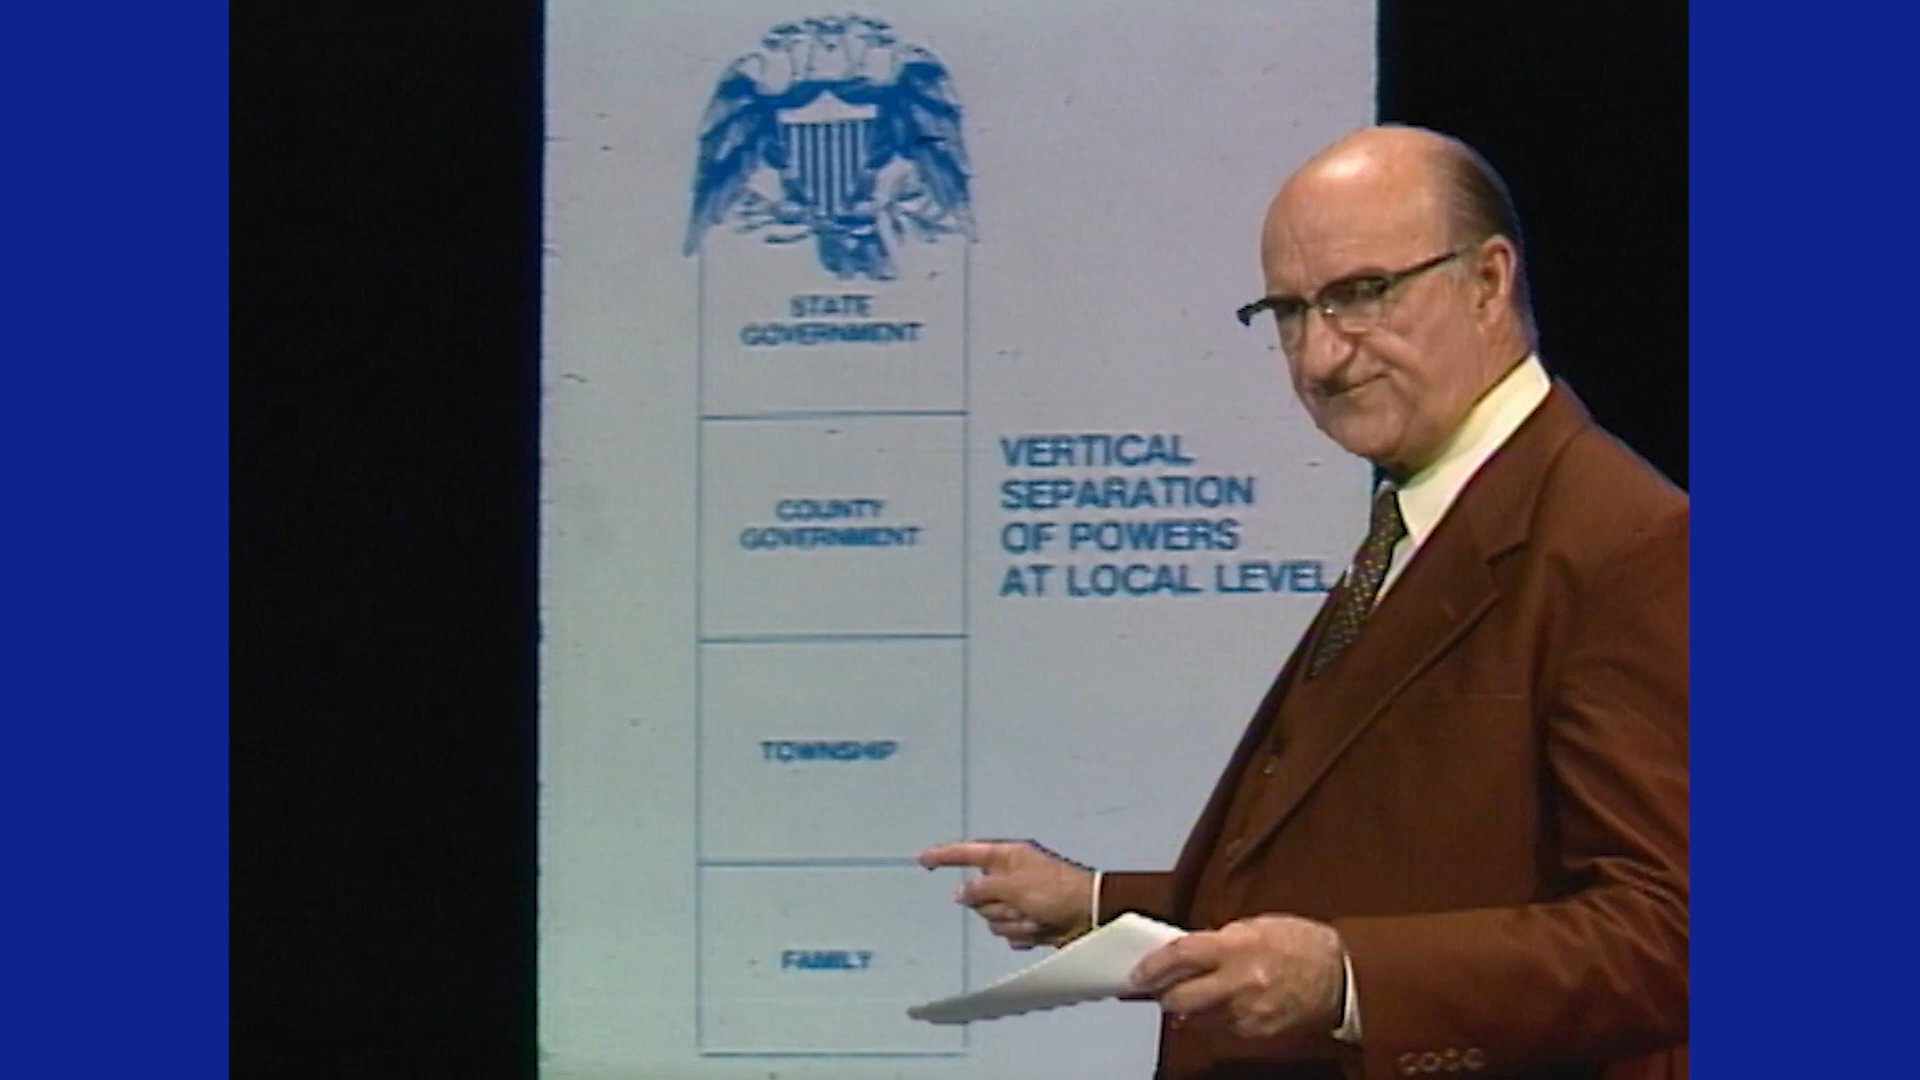 STATE
GOVERNMENT
COUNTY
GOVERNMENT
VERTICAL
SEPARATION
OF POWERS
AT LOCAL LEVEL
TOWNSHIP
FAMILY